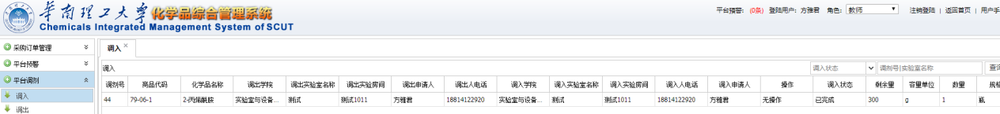 华南理工大学 化学品综合管理系统
Chemicals Integrated Management System of SCUT
平台预警: (0条) 登陆用户: 方雅君 角色: 教师 注销登陆 | 返回首页 | 用户手
采购订单管理
平台预警
平台调剂
调入
调出
调入
调入
调入状态 调剂号|实验室名称 查询
调剂号 商品代码 化学品名称 调出学院 调出实验室名称 调出实验房间 调出申请人 调出人电话 调入学院 调入实验室名称 调入实验房间 调入人电话 调入申请人 操作 调入状态 剩余量 容量单位 数量 规格
44 79-06-1 2-丙烯酰胺 实验室与设备... 测试 测试1011 方雅君 18814122920 实验室与设备... 测试 测试1011 18814122920 方雅君 无操作 已完成 300 g 1 瓶